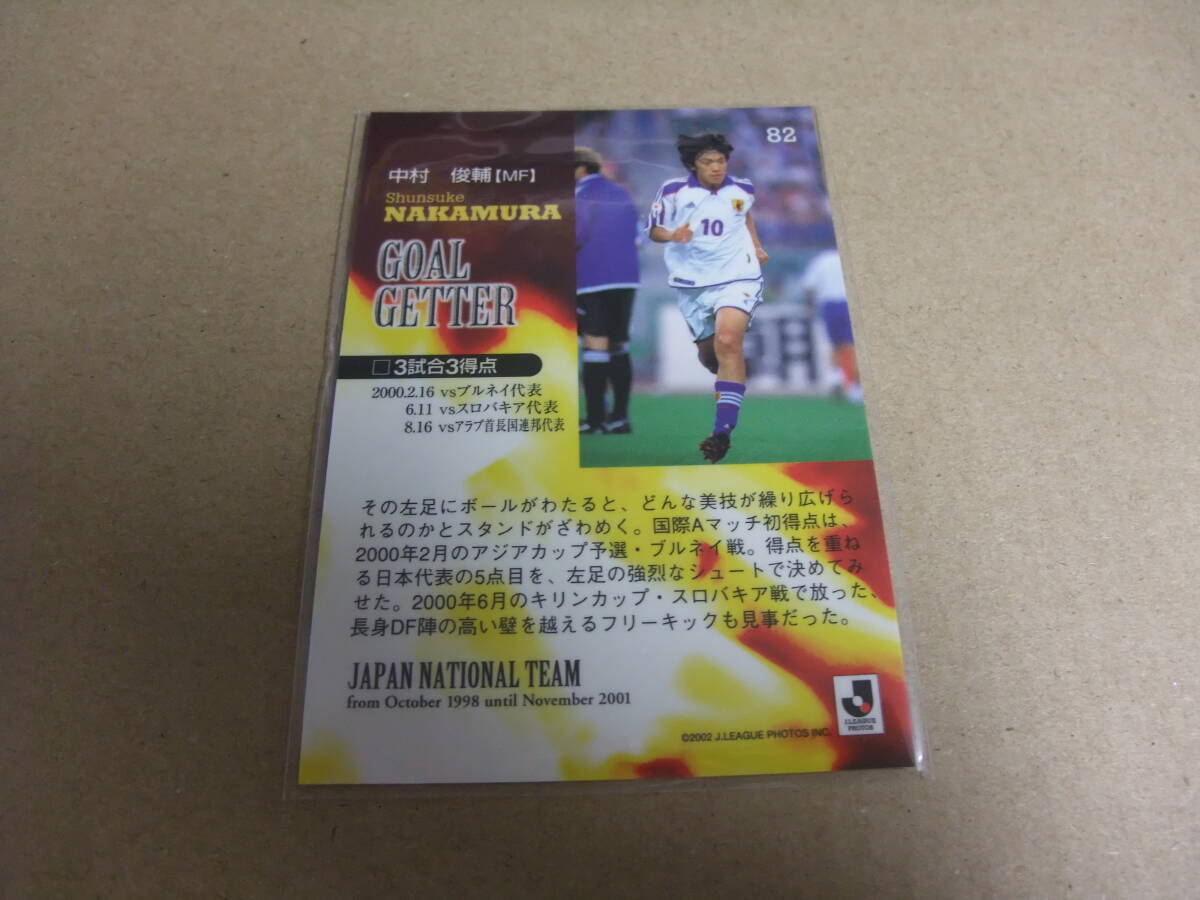 82
中村 俊輔【MF】
Shunsuke
NAKAMURA
GOAL
GETTER
10
□3試合3得点
2000.2.16 vsブルネイ代表
6.11 vsスロバキア代表
8.16 vsアラブ首長国連邦代表
その左足にボールがわたると、どんな美技が繰り広げら
れるのかとスタンドがざわめく。国際Aマッチ初得点は、
2000年2月のアジアカップ予選・ブルネイ戦。得点を重ね
る日本代表の5点目を、左足の強烈なシュートで決めてみ
せた。2000年6月のキリンカップ・スロバキア戦で放った、
長身DF陣の高い壁を越えるフリーキックも見事だった。
JAPAN NATIONAL TEAM
from October 1998 until November 2001
J.LEAGUE
PHOTOS
©2002 J.LEAGUE PHOTOS INC.